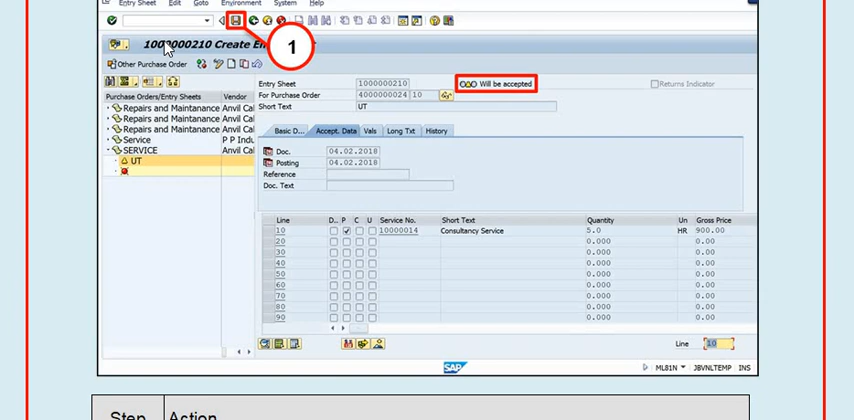 Entry Sheet Edit Goto Environment System Help
1
1000000210 Create En
Other Purchase Order
Entry Sheet 1000000210 Will be accepted Returns Indicator
Purchase Orders/Entry Sheets Vendor
For Purchase Order 4000000024 10
Short Text UT
Repairs and Maintanance Anvil Cal
Repairs and Maintanance Anvil Cal
Repairs and Maintanance Anvil Cal
Service P P Indu
SERVICE Anvil Cal
UT
Basic D... Accept. Data Vals Long Txt History
Doc. 04.02.2018
Posting 04.02.2018
Reference
Doc. Text
Line D.. P C U Service No. Short Text Quantity Un Gross Price
10 10000014 Consultancy Service 5.0 HR 900.00
20 0.000 0.00
30 0.000 0.00
40 0.000 0.00
50 0.000 0.00
60 0.000 0.00
70 0.000 0.00
80 0.000 0.00
90 0.000 0.00
Line 10
SAP ML81N JBVNLTEMP INS
Step Action